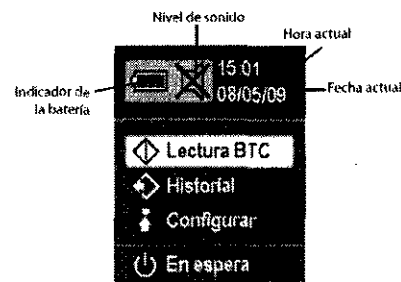 Nivel de sonido
Hora actual
15:01
Indicador de
la batería
08/05/09
Fecha actual
Lectura BTC
Historial
Configurar
En espera